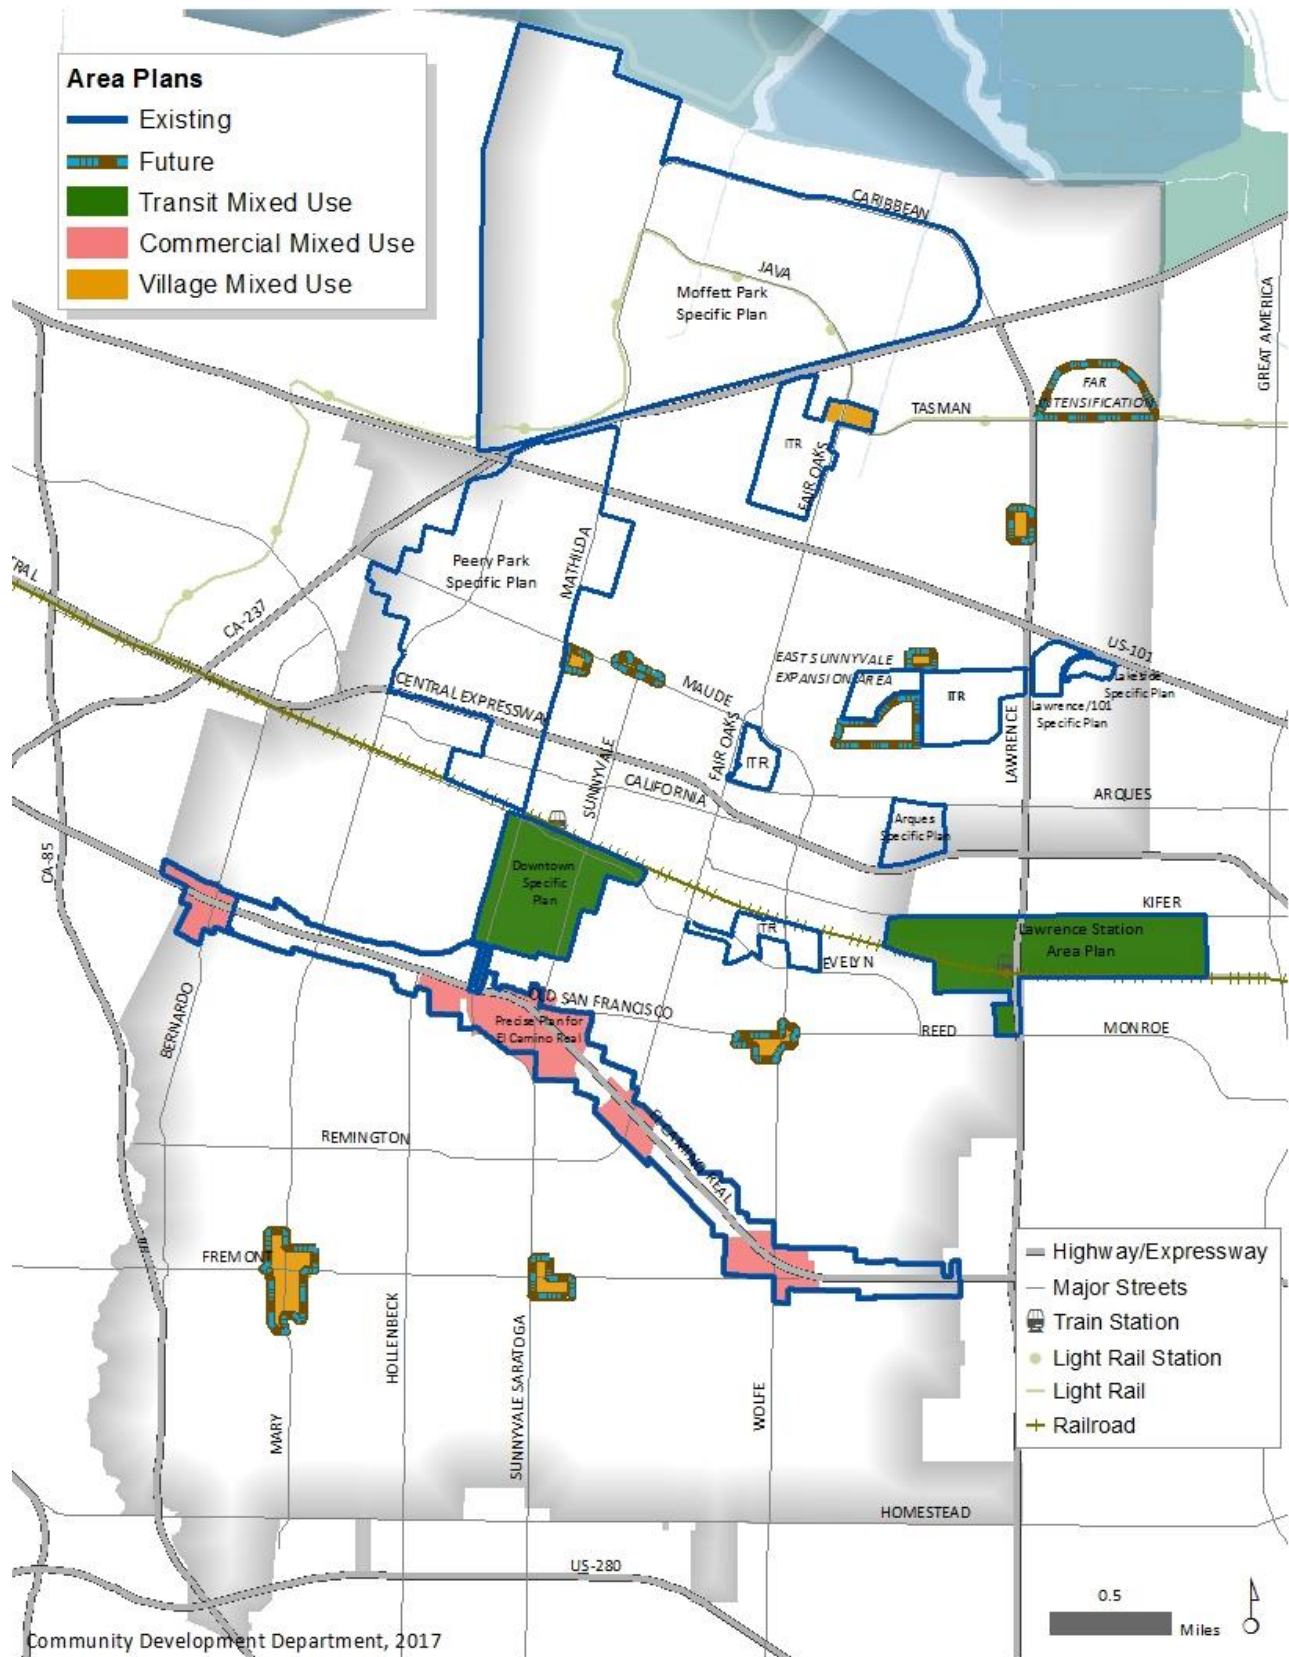 Area Plans
Existing
Future
Transit Mixed Use
Commercial Mixed Use
Village Mixed Use
CARIBBEAN
JAVA
Moffett Park
Specific Plan
GREAT AMERICA
FAR
INTENSIFICATION
TASMAN
ITR
FAIR OAKS
Peery Park
Specific Plan
MATHILDA
TRAL
CA-237
US-101
EAST SUNNYVALE
EXPANSION AREA
ITR
Lakeside
Specific Plan
Lawrence/101
Specific Plan
CENTRAL EXPRESSWAY
MAUDE
FAIR OAKS
ITR
LAWRENCE
SUNNYVALE
CALIFORNIA
ARQUES
Arques
Specific Plan
CA-85
Downtown
Specific
Plan
KIFER
ITR
Lawrence Station
Area Plan
EVELYN
BERNARDO
OLD SAN FRANCISCO
Precise Plan for
El Camino Real
REED
MONROE
REMINGTON
EL CAMINO REAL
FREMONT
HOLLENBECK
SUNNYVALE SARATOGA
WOLFE
MARY
Highway/Expressway
Major Streets
Train Station
Light Rail Station
Light Rail
Railroad
HOMESTEAD
US-280
0.5
Miles
Community Development Department, 2017